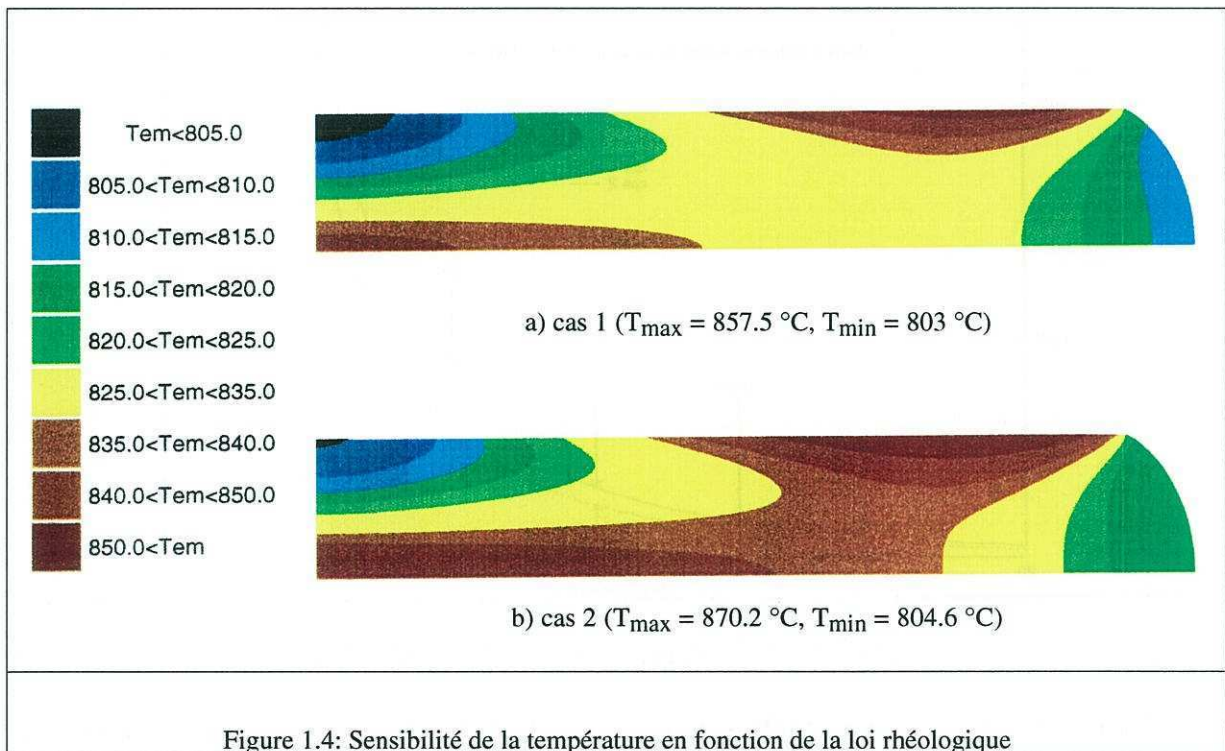 Tem<805.0
805.0<Tem<810.0
810.0<Tem<815.0
815.0<Tem<820.0
820.0<Tem<825.0
825.0<Tem<835.0
835.0<Tem<840.0
840.0<Tem<850.0
850.0<Tem
a) cas 1 (Tmax = 857.5 °C, Tmin = 803 °C)
b) cas 2 (Tmax = 870.2 °C, Tmin = 804.6 °C)
Figure 1.4: Sensibilité de la température en fonction de la loi rhéologique